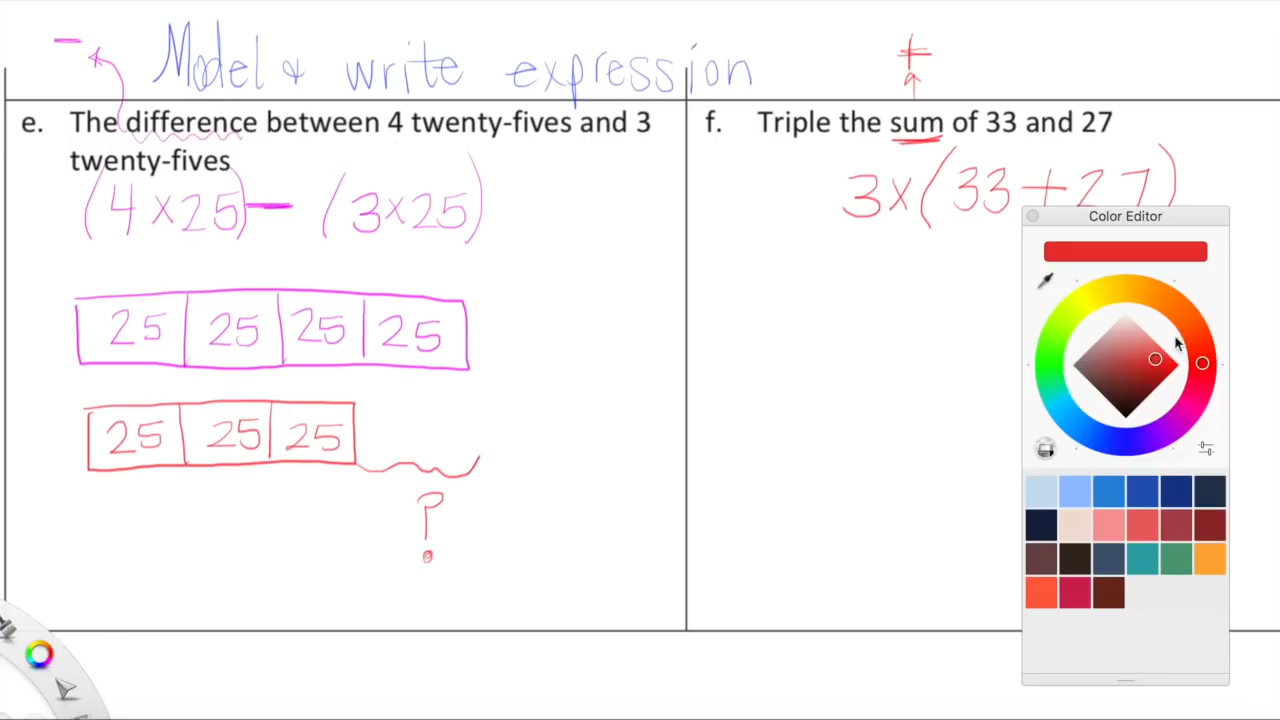 Model & write expression
−
+
e. The difference between 4 twenty-fives and 3
twenty-fives
(4 ×25) − (3×25)
25 25 25 25
25 25 25
?
f. Triple the sum of 33 and 27
3×(33+27)
Color Editor